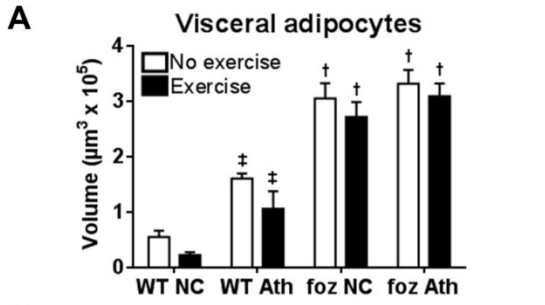 A
Visceral adipocytes
No exercise
Exercise
Volume (µm³ x 10⁵)
4
3
2
1
0
‡ ‡ † † † †
WT NC WT Ath foz NC foz Ath